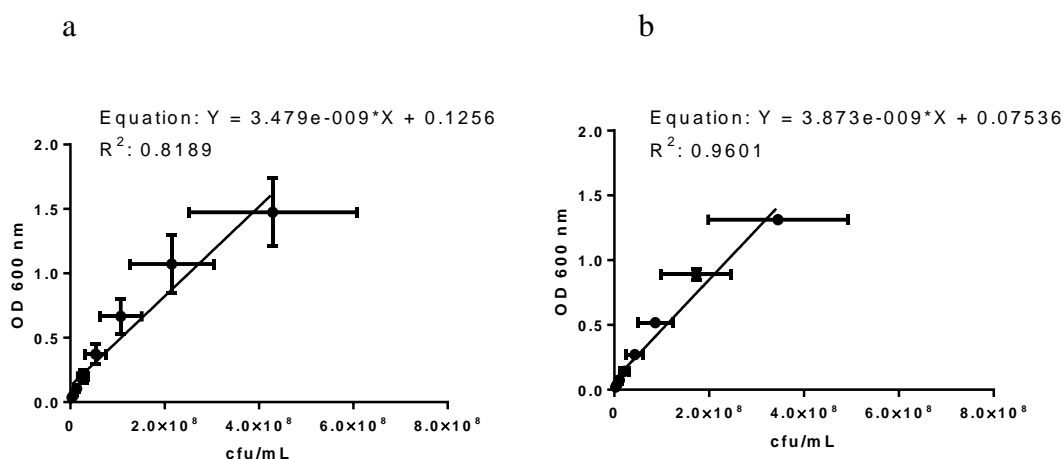 a
Equation: Y = 3.479e-009*X + 0.1256
R²: 0.8189
2.0
1.5
1.0
0.5
0.0
OD 600 nm
0
2.0×10⁸
4.0×10⁸
6.0×10⁸
8.0×10⁸
cfu/mL
b
Equation: Y = 3.873e-009*X + 0.07536
R²: 0.9601
2.0
1.5
1.0
0.5
0.0
OD 600 nm
0
2.0×10⁸
4.0×10⁸
6.0×10⁸
8.0×10⁸
cfu/mL